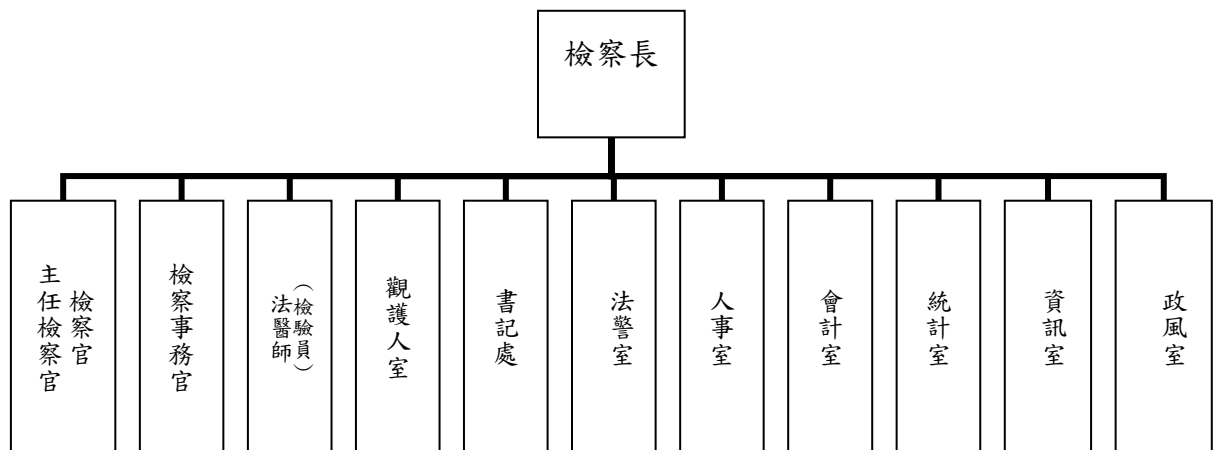 檢察長
檢察官
主任檢察官
檢察事務官
（檢驗員）
法醫師
觀護人室
書記處
法警室
人事室
會計室
統計室
資訊室
政風室